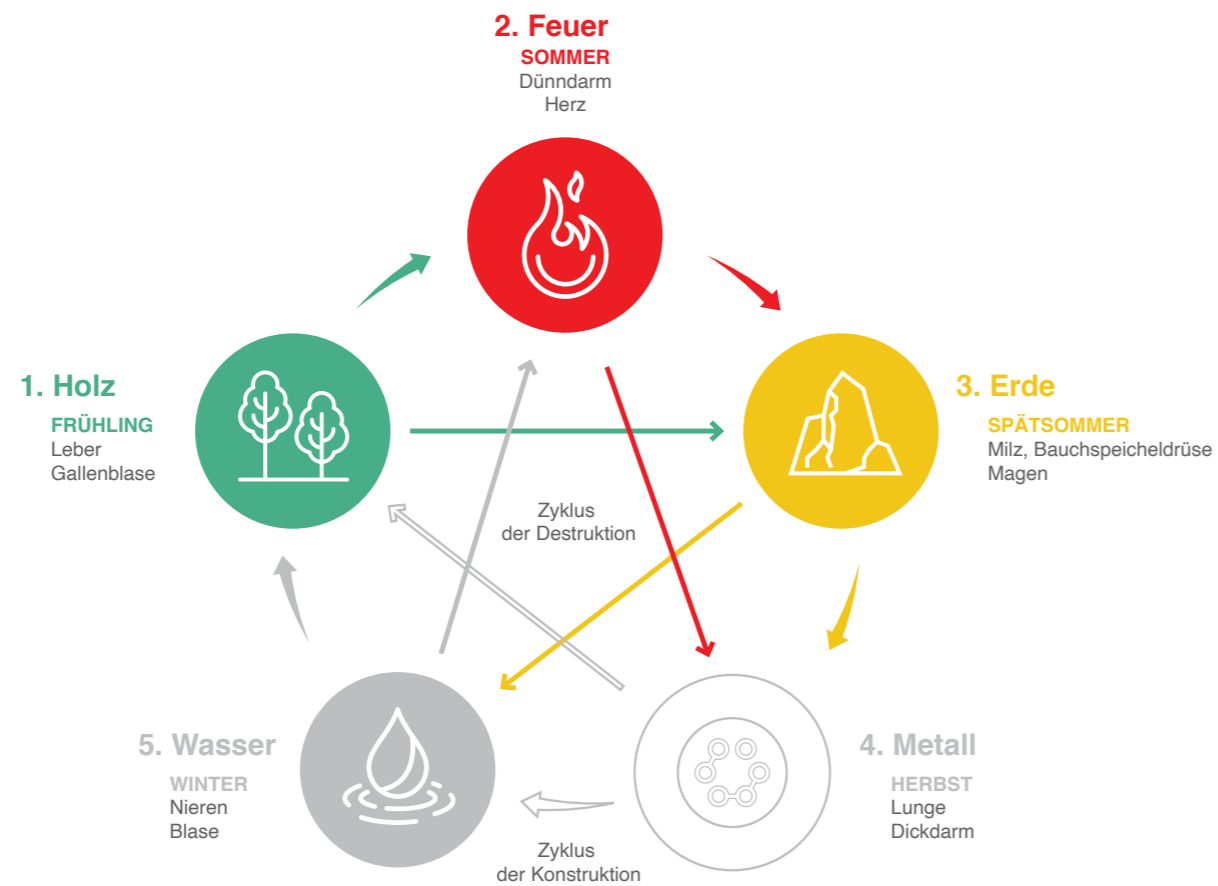 2. Feuer
SOMMER
Dünndarm
Herz
1. Holz
FRÜHLING
Leber
Gallenblase
3. Erde
SPÄTSOMMER
Milz, Bauchspeicheldrüse
Magen
Zyklus
der Destruktion
5. Wasser
WINTER
Nieren
Blase
4. Metall
HERBST
Lunge
Dickdarm
Zyklus
der Konstruktion